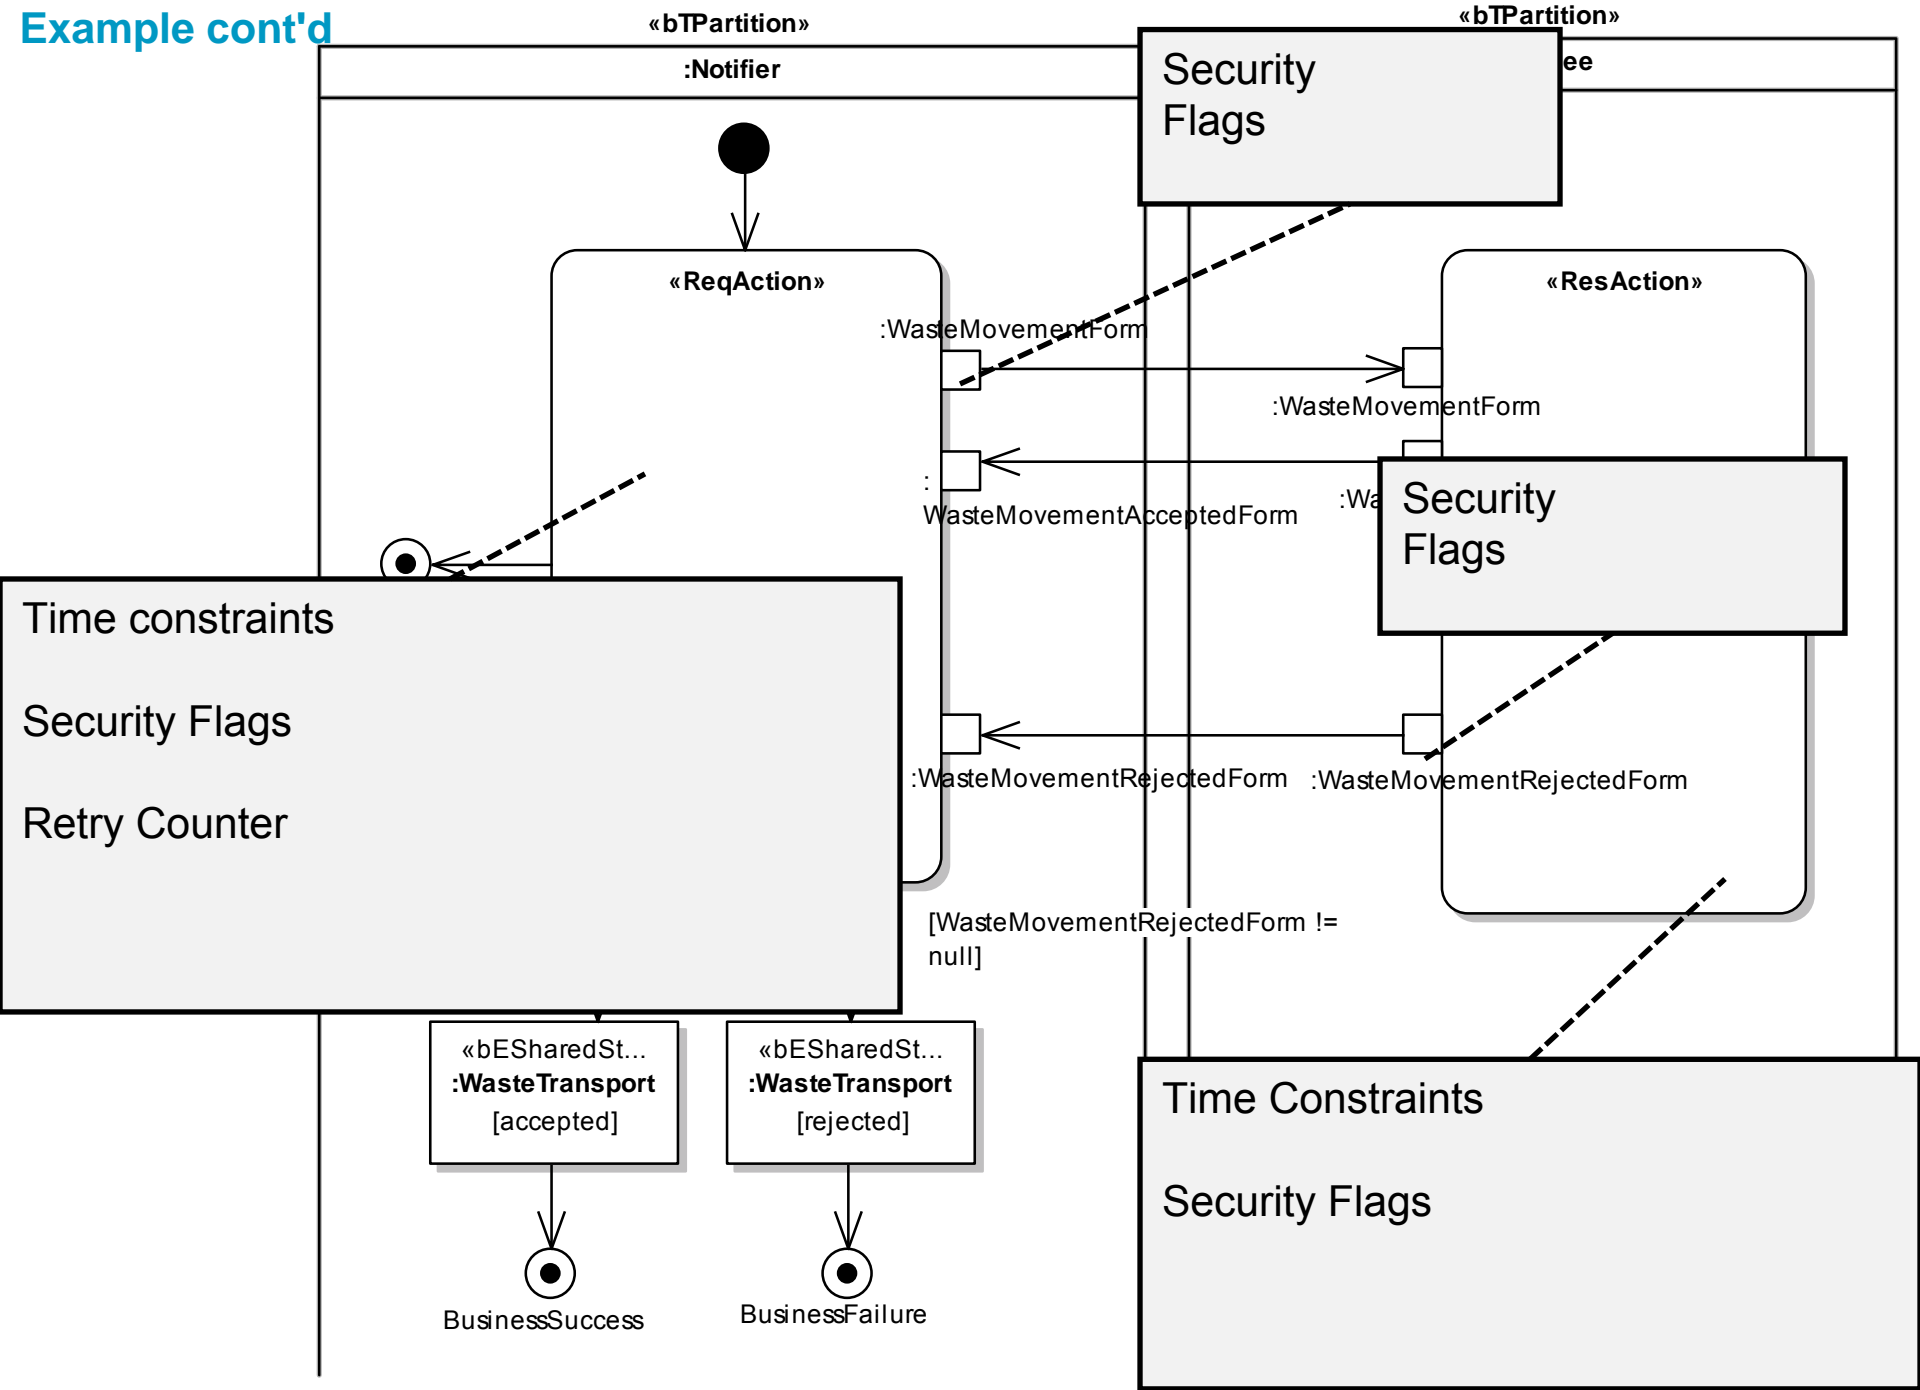 Example cont'd
«bTPartition»
«bTPartition»
:Notifier
ee
Security
Flags
«ReqAction»
«ResAction»
:WasteMovementForm
:WasteMovementForm
:
WasteMovementAcceptedForm
:Wa
Security
Flags
Time constraints
Security Flags
Retry Counter
:WasteMovementRejectedForm
:WasteMovementRejectedForm
[WasteMovementRejectedForm !=
null]
«bESharedSt...
:WasteTransport
[accepted]
«bESharedSt...
:WasteTransport
[rejected]
Time Constraints
Security Flags
BusinessSuccess
BusinessFailure